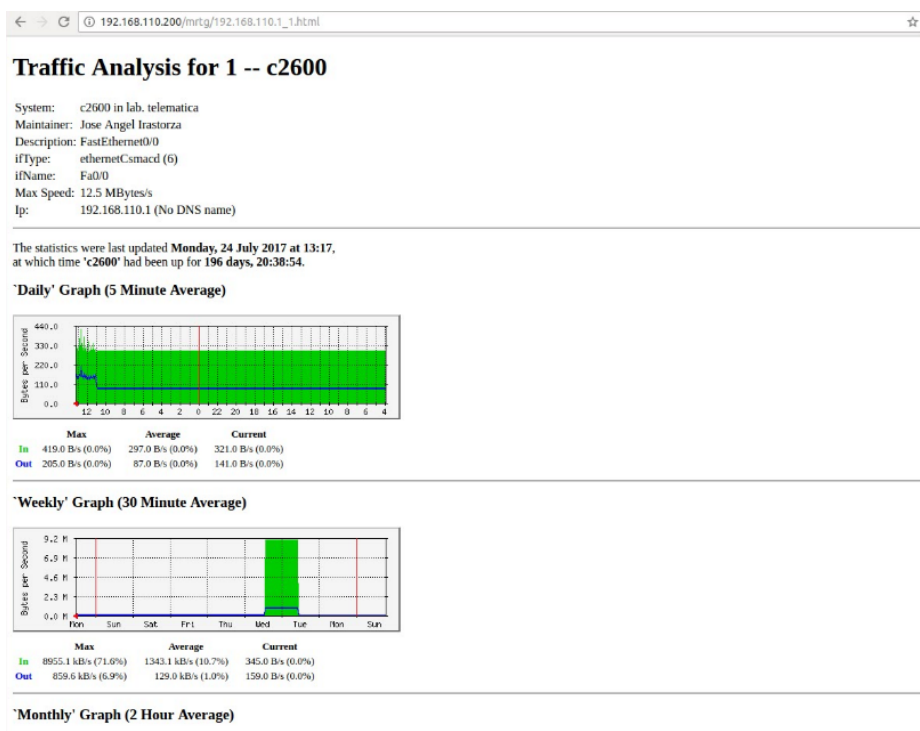 192.168.110.200/mrtg/192.168.110.1_1.html
Traffic Analysis for 1 -- c2600
System: c2600 in lab. telematica
Maintainer: Jose Angel Irastorza
Description: FastEthernet0/0
ifType: ethernetCsmacd (6)
ifName: Fa0/0
Max Speed: 12.5 MBytes/s
Ip: 192.168.110.1 (No DNS name)
The statistics were last updated Monday, 24 July 2017 at 13:17,
at which time 'c2600' had been up for 196 days, 20:38:54.
`Daily' Graph (5 Minute Average)
Bytes per Second
440.0
330.0
220.0
110.0
0.0
12 10 8 6 4 2 0 22 20 18 16 14 12 10 8 6 4
Max Average Current
In 419.0 B/s (0.0%) 297.0 B/s (0.0%) 321.0 B/s (0.0%)
Out 205.0 B/s (0.0%) 87.0 B/s (0.0%) 141.0 B/s (0.0%)
`Weekly' Graph (30 Minute Average)
Bytes per Second
9.2 M
6.9 M
4.6 M
2.3 M
0.0 M
Mon Sun Sat Fri Thu Wed Tue Mon Sun
Max Average Current
In 8955.1 kB/s (71.6%) 1343.1 kB/s (10.7%) 345.0 B/s (0.0%)
Out 859.6 kB/s (6.9%) 129.0 kB/s (1.0%) 159.0 B/s (0.0%)
`Monthly' Graph (2 Hour Average)